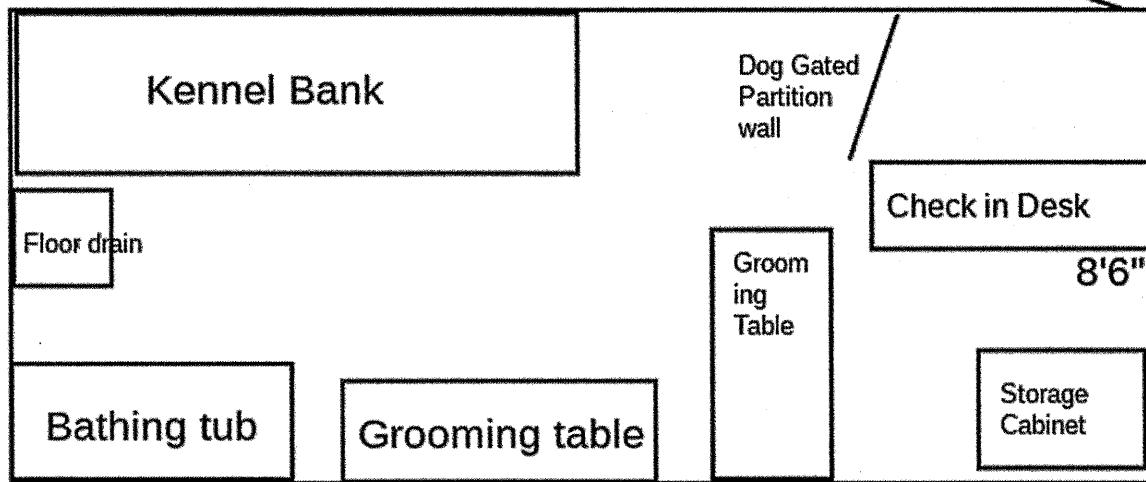 Kennel Bank
Dog Gated
Partition
wall
Check in Desk
Floor drain
Groom
ing
Table
8'6"
Bathing tub
Grooming table
Storage
Cabinet